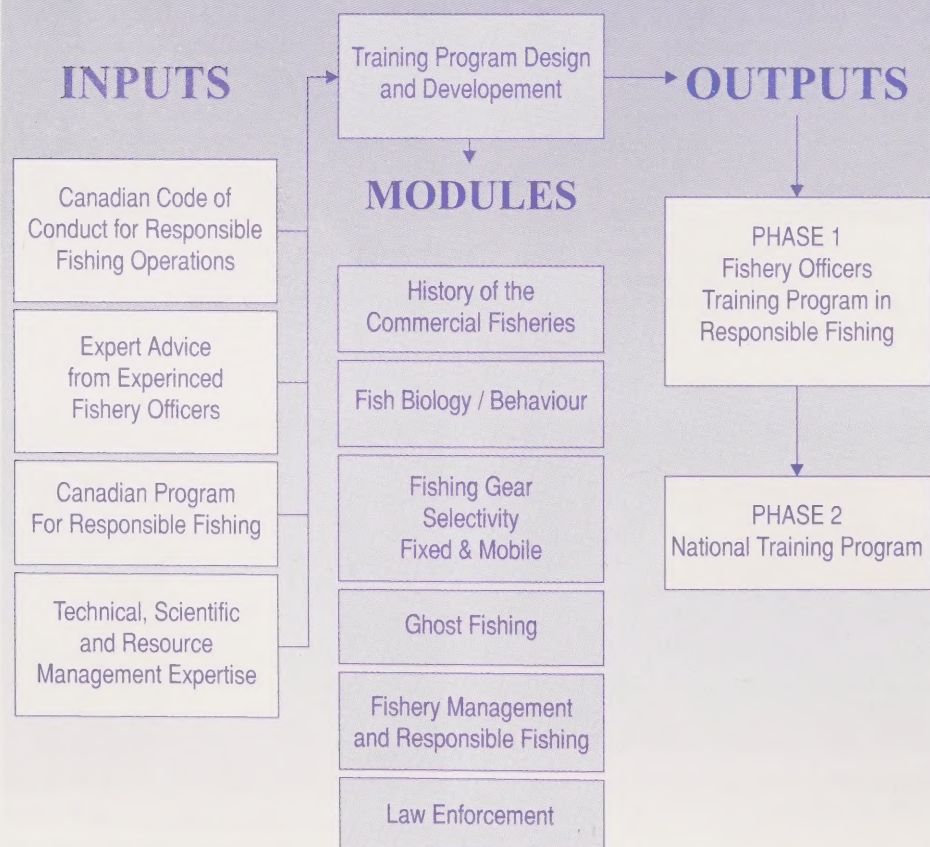 INPUTS
Canadian Code of
Conduct for Responsible
Fishing Operations
Expert Advice
from Experinced
Fishery Officers
Canadian Program
For Responsible Fishing
Technical, Scientific
and Resource
Management Expertise
Training Program Design
and Developement
MODULES
History of the
Commercial Fisheries
Fish Biology / Behaviour
Fishing Gear
Selectivity
Fixed & Mobile
Ghost Fishing
Fishery Management
and Responsible Fishing
Law Enforcement
OUTPUTS
PHASE 1
Fishery Officers
Training Program in
Responsible Fishing
PHASE 2
National Training Program